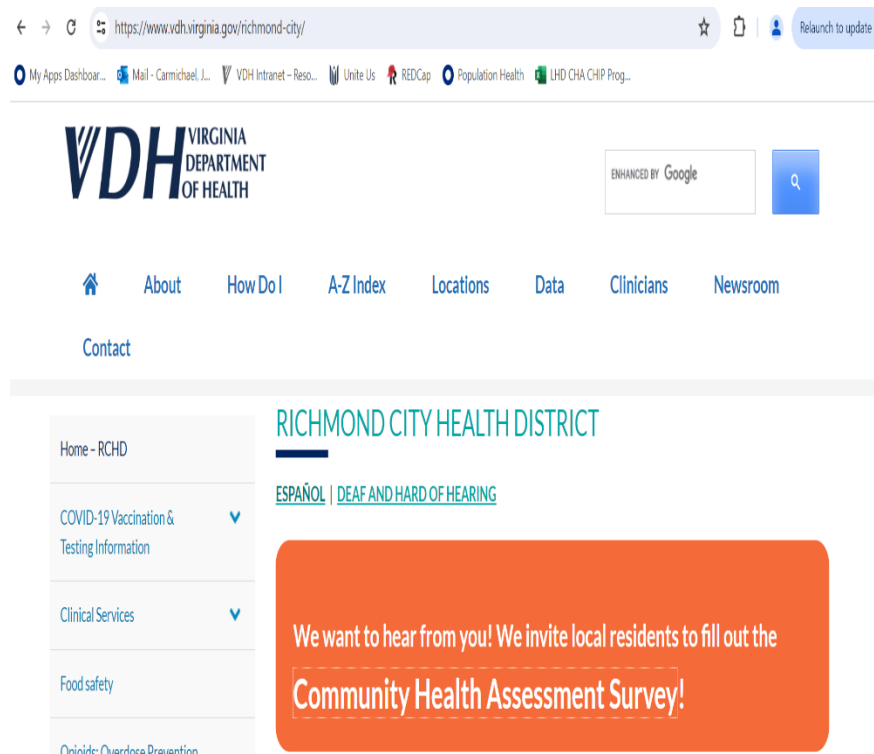 https://www.vdh.virginia.gov/richmond-city/
Relaunch to update
My Apps Dashboar...
Mail - Carmichael, J...
VDH Intranet – Reso...
Unite Us
REDCap
Population Health
LHD CHA CHIP Prog...
VDH VIRGINIA
DEPARTMENT
OF HEALTH
ENHANCED BY Google
About
How Do I
A-Z Index
Locations
Data
Clinicians
Newsroom
Contact
Home – RCHD
COVID-19 Vaccination &
Testing Information
Clinical Services
Food safety
Opioids: Overdose Prevention
RICHMOND CITY HEALTH DISTRICT
ESPAÑOL | DEAF AND HARD OF HEARING
We want to hear from you! We invite local residents to fill out the
Community Health Assessment Survey!